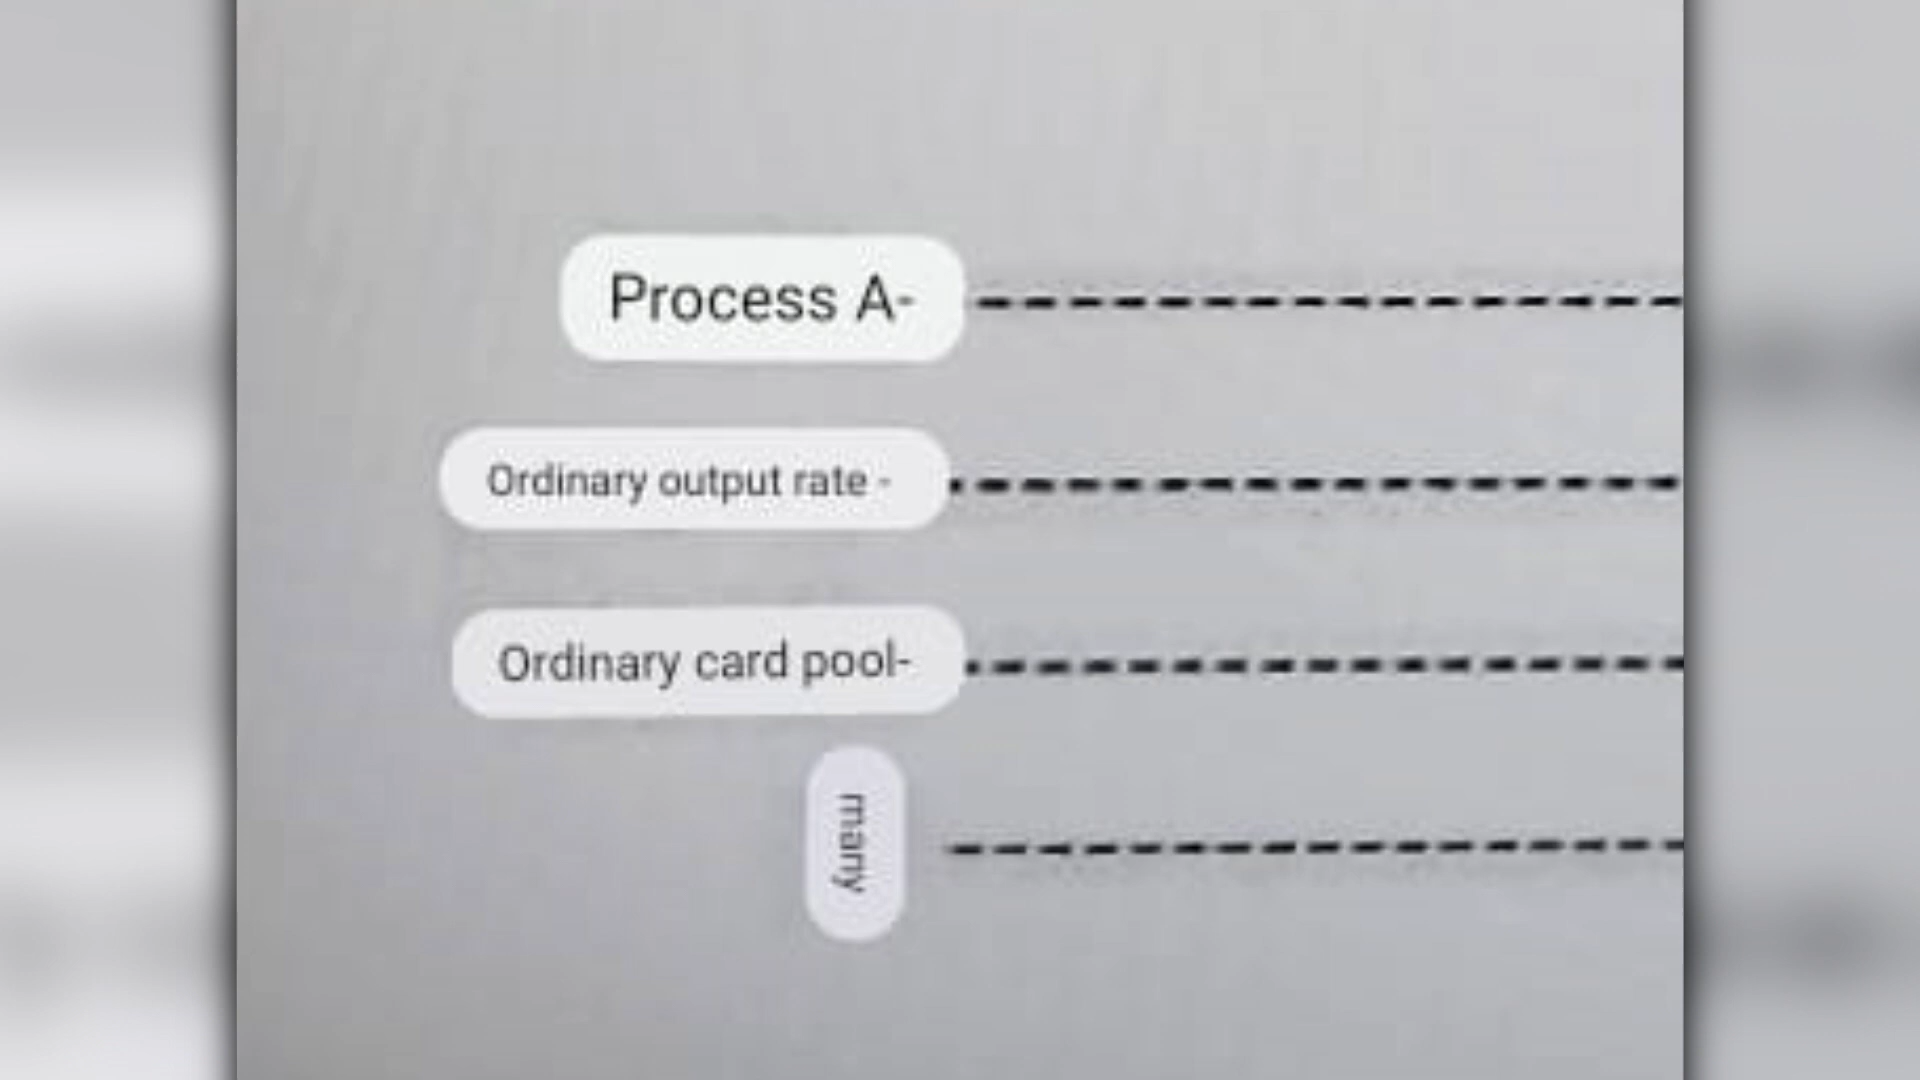 Process A-
Ordinary output rate -
Ordinary card pool-
many